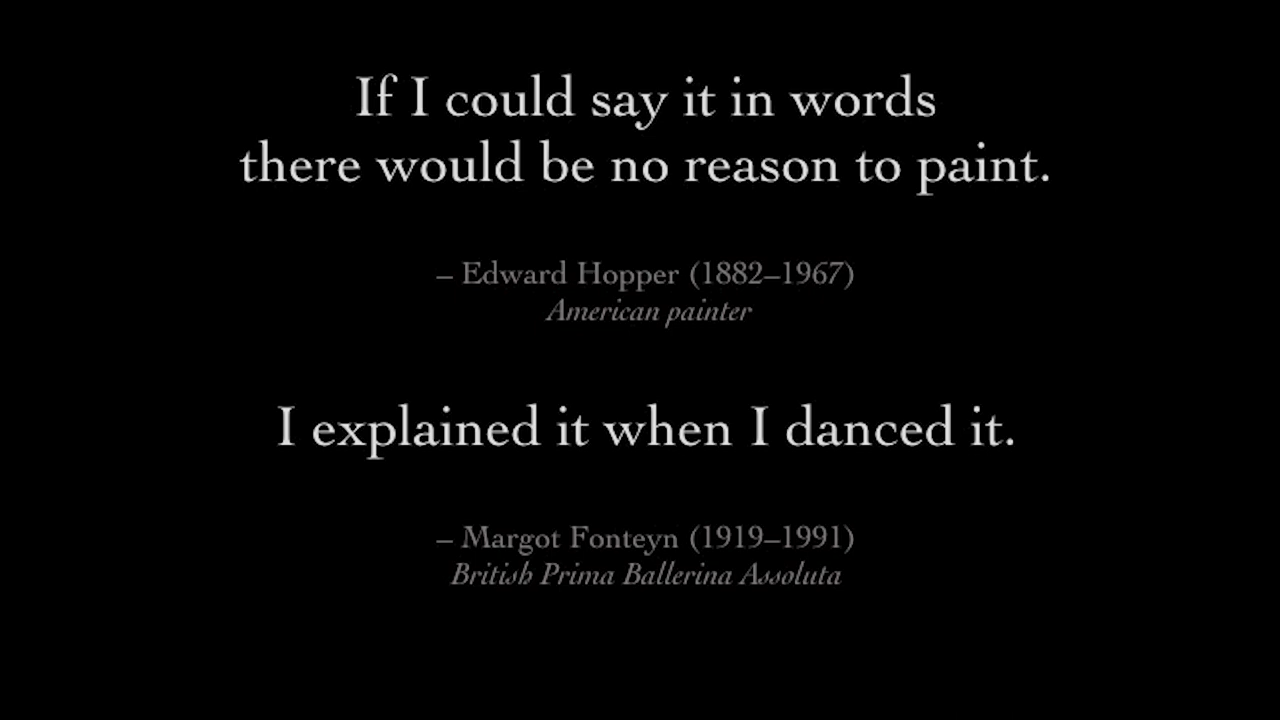 If I could say it in words
there would be no reason to paint.
– Edward Hopper (1882–1967)
American painter
I explained it when I danced it.
– Margot Fonteyn (1919–1991)
British Prima Ballerina Assoluta